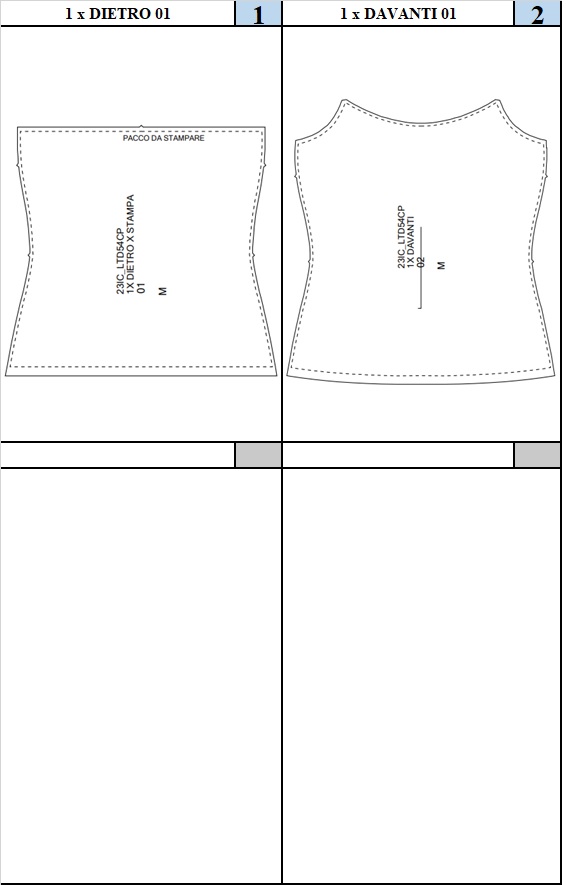 1 x DIETRO 01
1
1 x DAVANTI 01
2
PACCO DA STAMPARE
23IC_LTD54CP
1X DIETRO X STAMPA
01
M
23IC_LTD54CP
1X DAVANTI
02
M